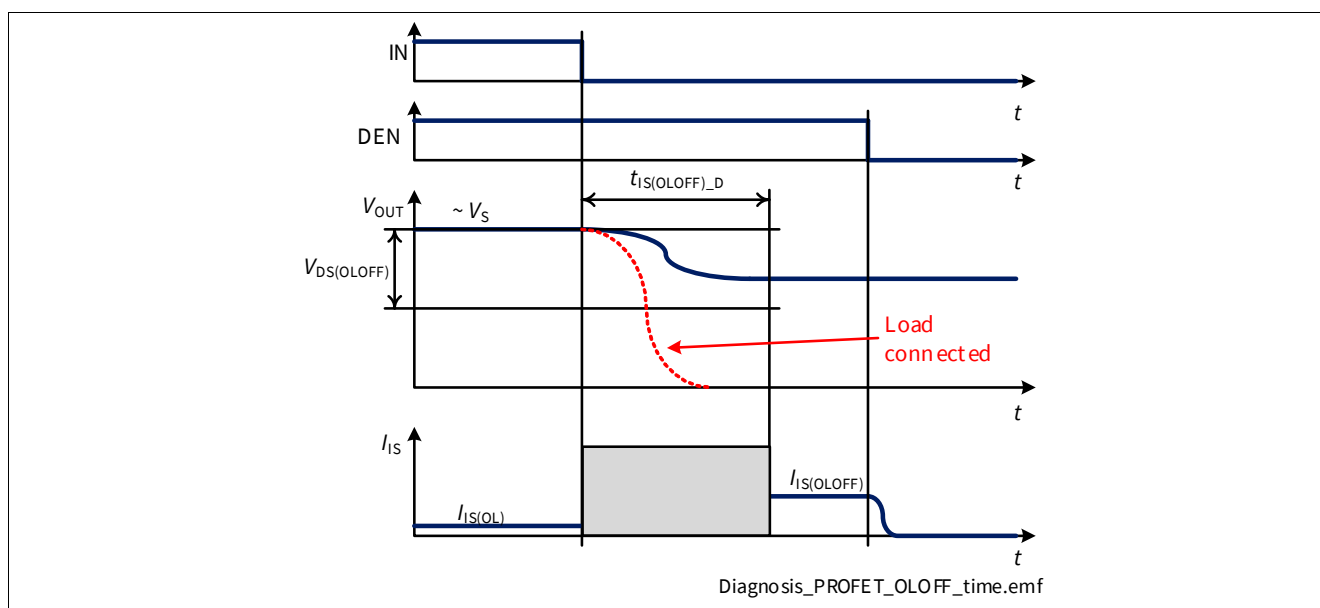 IN
t
DEN
t
tIS(OLOFF)_D
VOUT
~ VS
VDS(OLOFF)
Load
connected
t
IIS
IIS(OL)
IIS(OLOFF)
t
Diagnosis_PROFET_OLOFF_time.emf